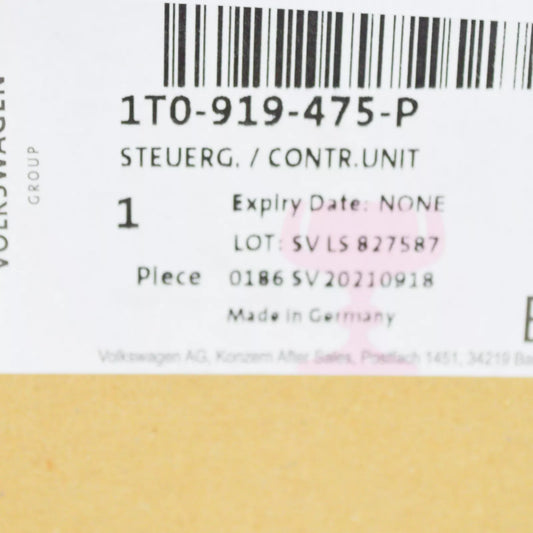 VOLKSWAGEN
GROUP
1T0-919-475-P
STEUERG. / CONTR.UNIT
1
Expiry Date: NONE
LOT: SV LS 827587
Piece
0186 SV 20210918
Made in Germany
Volkswagen AG, Konzern After Sales, Postfach 1451, 34219